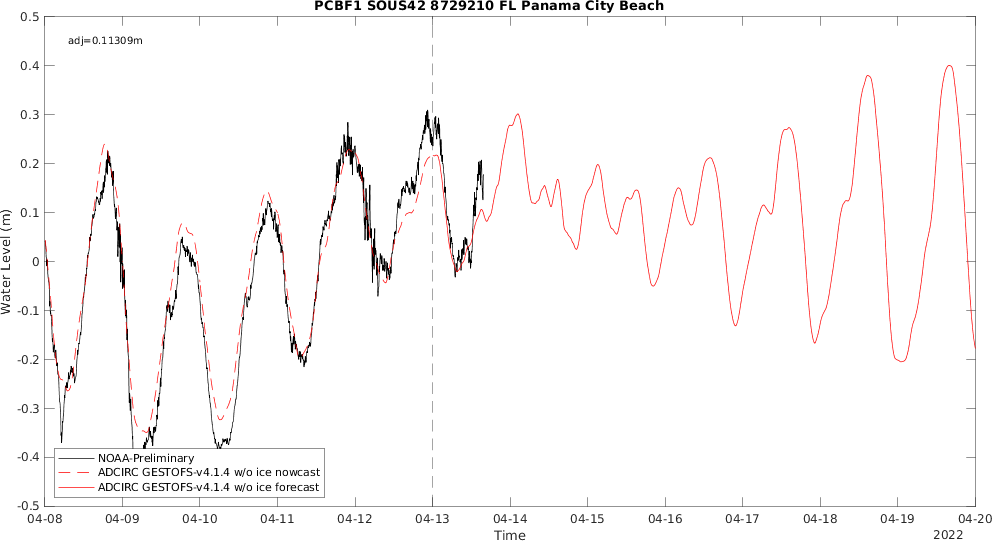 PCBF1 SOUS42 8729210 FL Panama City Beach
adj=0.11309m
0.5
0.4
0.3
0.2
0.1
0
-0.1
-0.2
-0.3
-0.4
-0.5
Water Level (m)
NOAA-Preliminary
ADCIRC GESTOFS-v4.1.4 w/o ice nowcast
ADCIRC GESTOFS-v4.1.4 w/o ice forecast
04-08 04-09 04-10 04-11 04-12 04-13 04-14 04-15 04-16 04-17 04-18 04-19 04-20
Time
2022